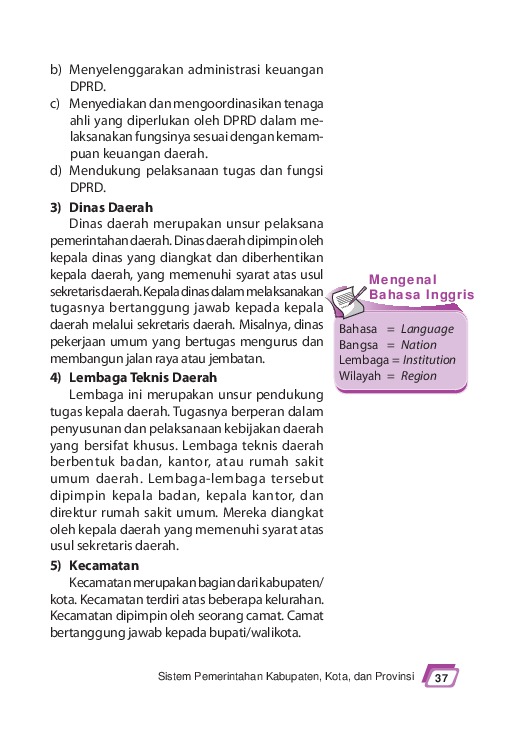 b) Menyelenggarakan administrasi keuangan
DPRD.
c) Menyediakan dan mengoordinasikan tenaga
ahli yang diperlukan oleh DPRD dalam me-
laksanakan fungsinya sesuai dengan kemam-
puan keuangan daerah.
d) Mendukung pelaksanaan tugas dan fungsi
DPRD.
3) Dinas Daerah
Dinas daerah merupakan unsur pelaksana
pemerintahan daerah. Dinas daerah dipimpin oleh
kepala dinas yang diangkat dan diberhentikan
kepala daerah, yang memenuhi syarat atas usul
sekretaris daerah. Kepala dinas dalam melaksanakan
tugasnya bertanggung jawab kepada kepala
daerah melalui sekretaris daerah. Misalnya, dinas
pekerjaan umum yang bertugas mengurus dan
membangun jalan raya atau jembatan.
4) Lembaga Teknis Daerah
Lembaga ini merupakan unsur pendukung
tugas kepala daerah. Tugasnya berperan dalam
penyusunan dan pelaksanaan kebijakan daerah
yang bersifat khusus. Lembaga teknis daerah
berbentuk badan, kantor, atau rumah sakit
umum daerah. Lembaga-lembaga tersebut
dipimpin kepala badan, kepala kantor, dan
direktur rumah sakit umum. Mereka diangkat
oleh kepala daerah yang memenuhi syarat atas
usul sekretaris daerah.
5) Kecamatan
Kecamatan merupakan bagian dari kabupaten/
kota. Kecamatan terdiri atas beberapa kelurahan.
Kecamatan dipimpin oleh seorang camat. Camat
bertanggung jawab kepada bupati/walikota.
Mengenal
Bahasa Inggris
Bahasa = Language
Bangsa = Nation
Lembaga = Institution
Wilayah = Region
Sistem Pemerintahan Kabupaten, Kota, dan Provinsi 37